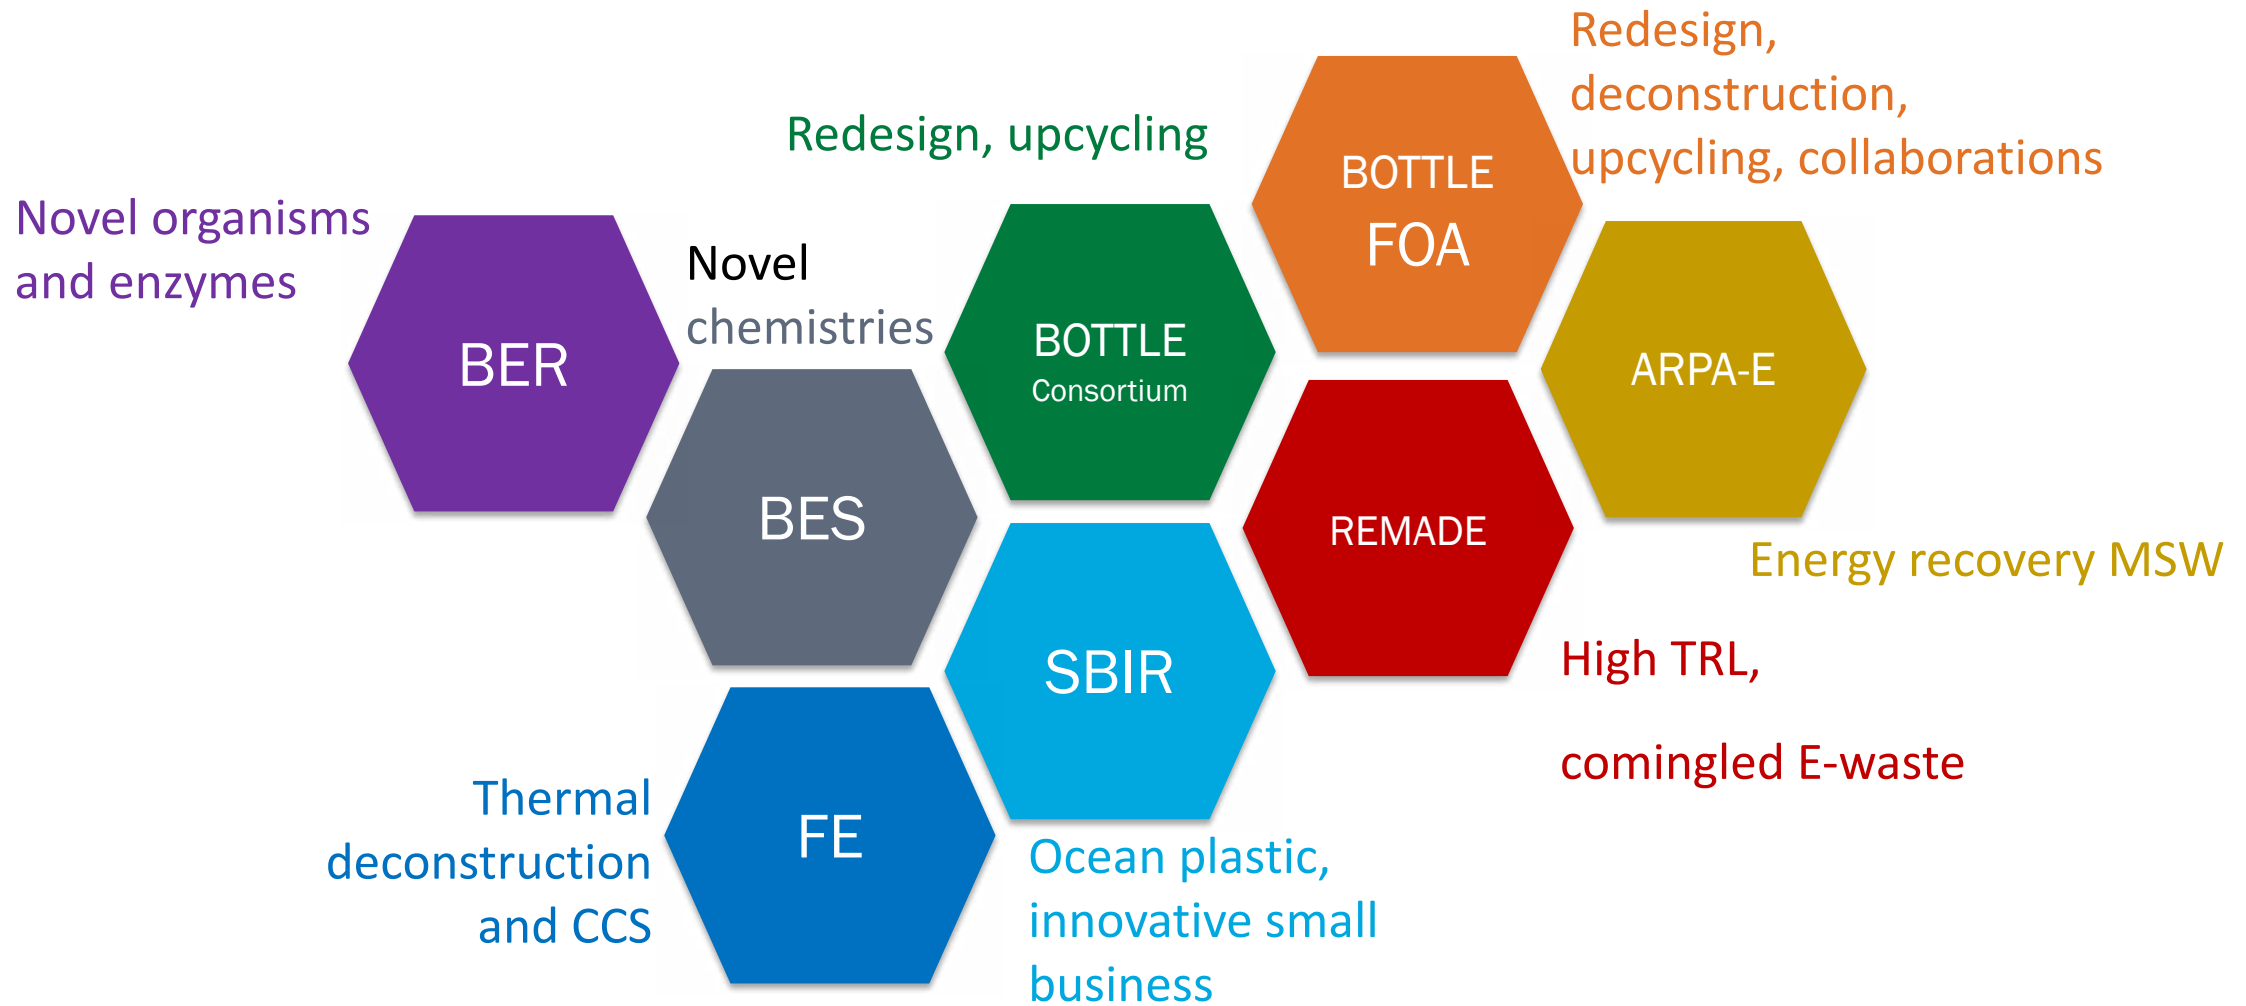 Novel organisms
and enzymes
BER
Novel
chemistries
BES
Redesign, upcycling
BOTTLE
Consortium
Redesign,
deconstruction,
upcycling, collaborations
BOTTLE
FOA
ARPA-E
Energy recovery MSW
REMADE
High TRL,
comingled E-waste
SBIR
Ocean plastic,
innovative small
business
FE
Thermal
deconstruction
and CCS